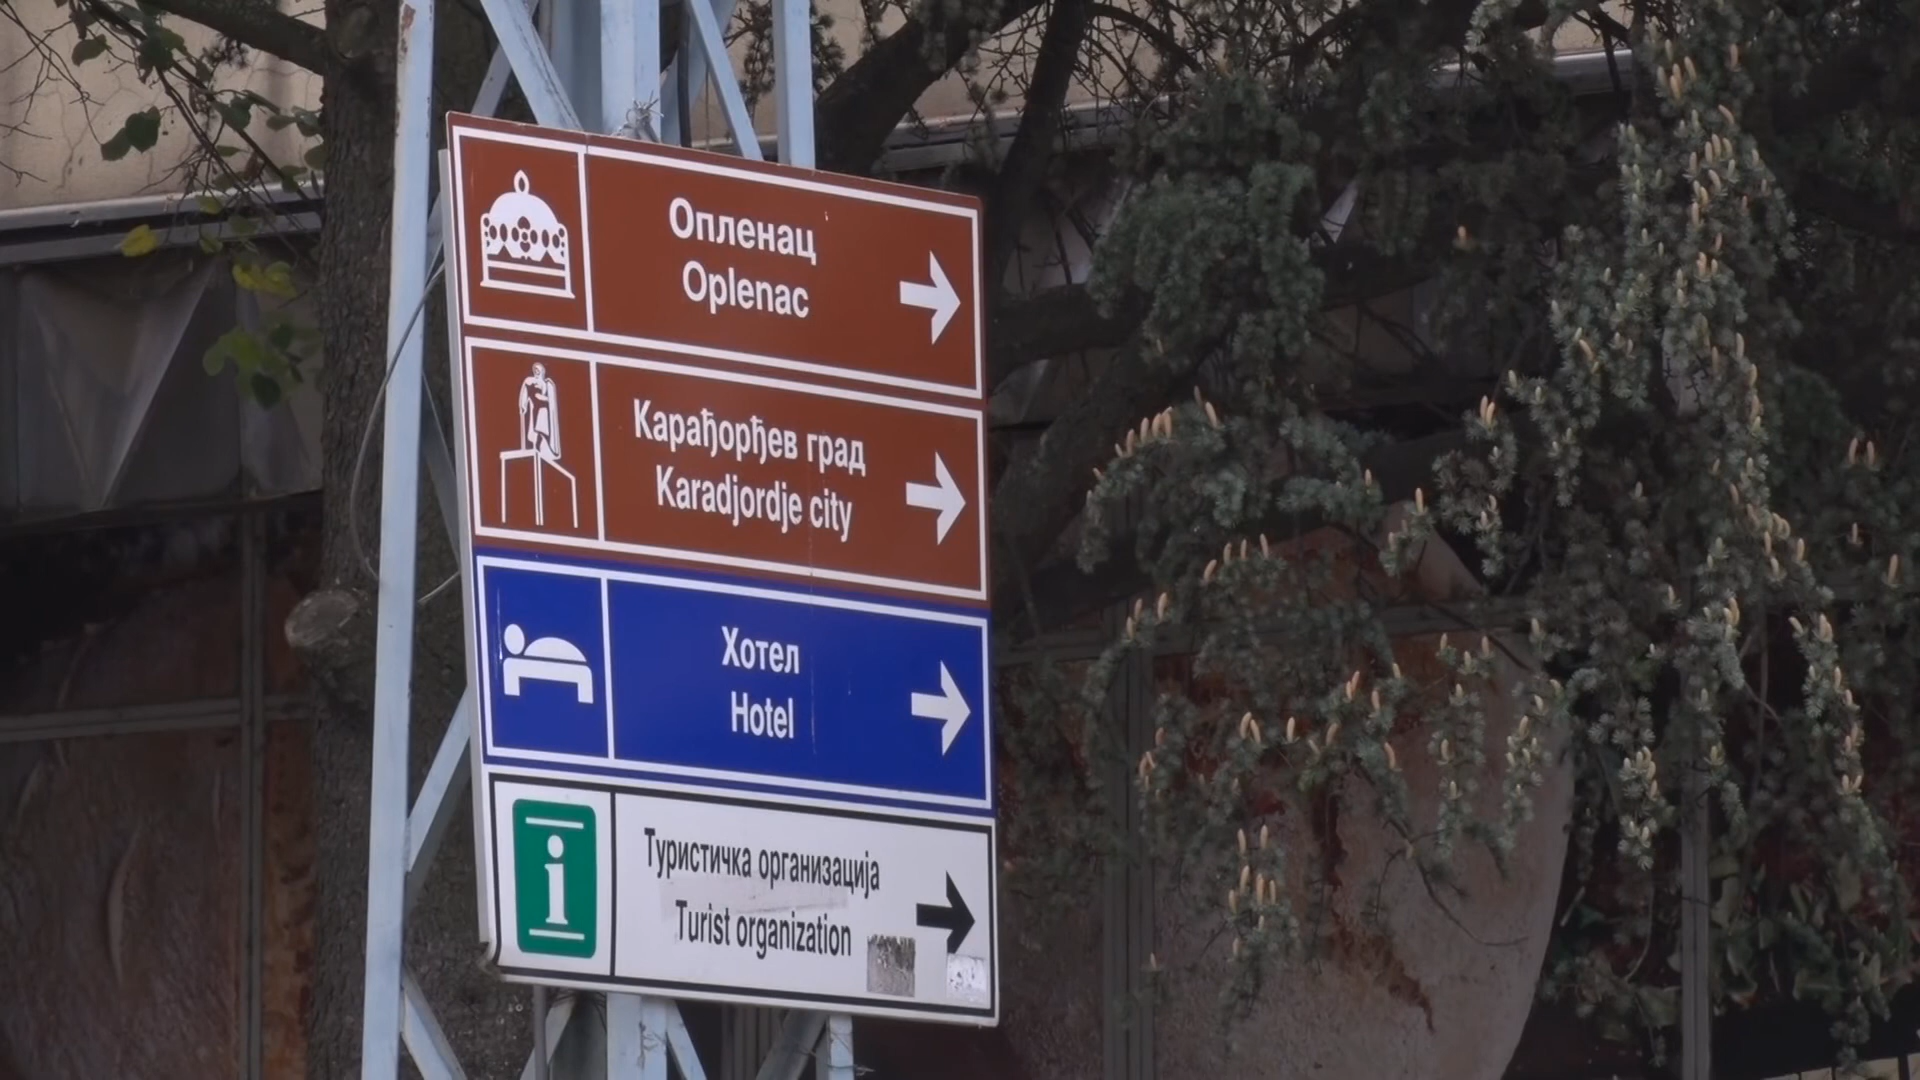 Опленац
Oplenac
Карађорђев град
Karadjordje city
Хотел
Hotel
i
Туристичка организација
Turist organization